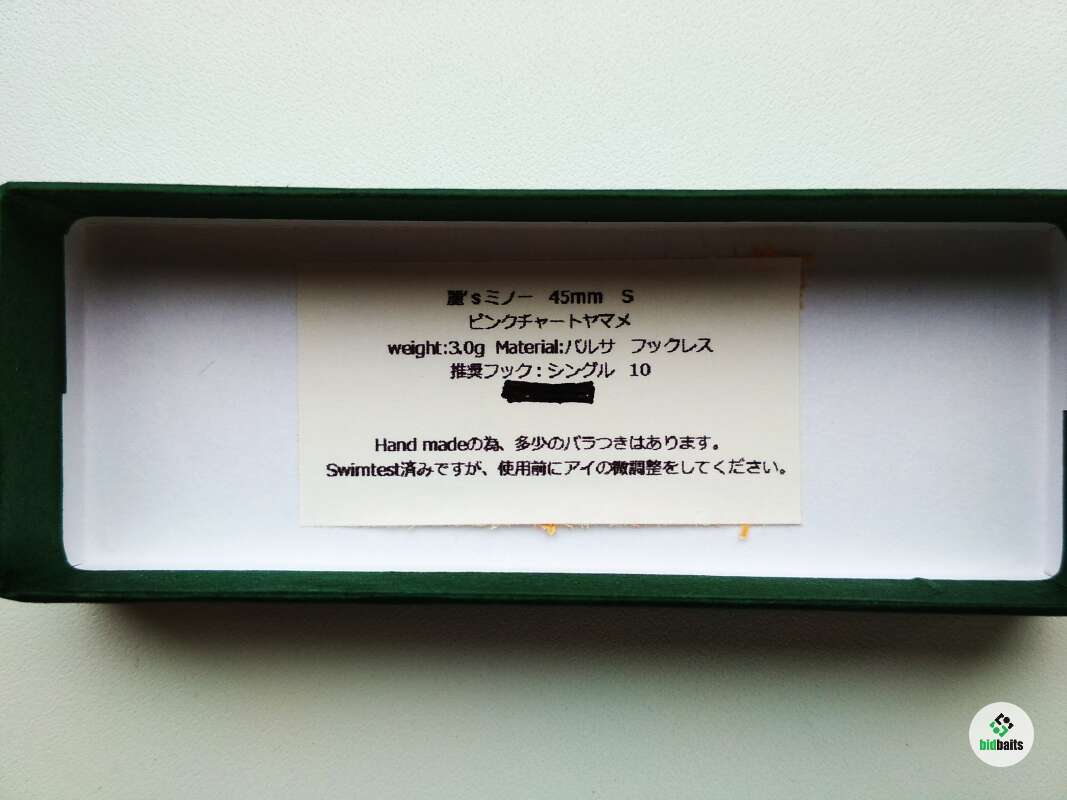 麗'sミノー 45mm S
ピンクチャートヤマメ
weight:3.0g Material:バルサ フックレス
推奨フック:シングル 10
Hand madeの為、多少のバラつきはあります。
Swimtest済みですが、使用前にアイの微調整をしてください。
bidbaits